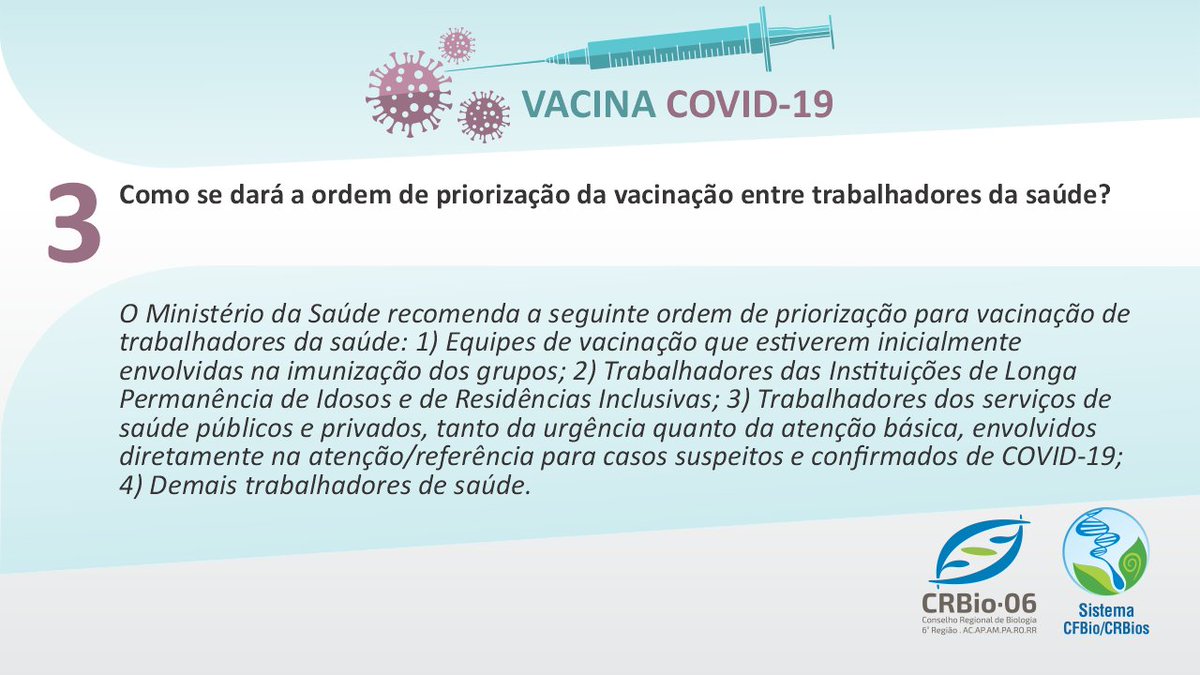 VACINA COVID-19
3
Como se dará a ordem de priorização da vacinação entre trabalhadores da saúde?
O Ministério da Saúde recomenda a seguinte ordem de priorização para vacinação de
trabalhadores da saúde: 1) Equipes de vacinação que estiverem inicialmente
envolvidas na imunização dos grupos; 2) Trabalhadores das Instituições de Longa
Permanência de Idosos e de Residências Inclusivas; 3) Trabalhadores dos serviços de
saúde públicos e privados, tanto da urgência quanto da atenção básica, envolvidos
diretamente na atenção/referência para casos suspeitos e confirmados de COVID-19;
4) Demais trabalhadores de saúde.
CRBio·06
Conselho Regional de Biologia
6ª Região . AC.AP.AM.PA.RO.RR
Sistema
CFBio/CRBios